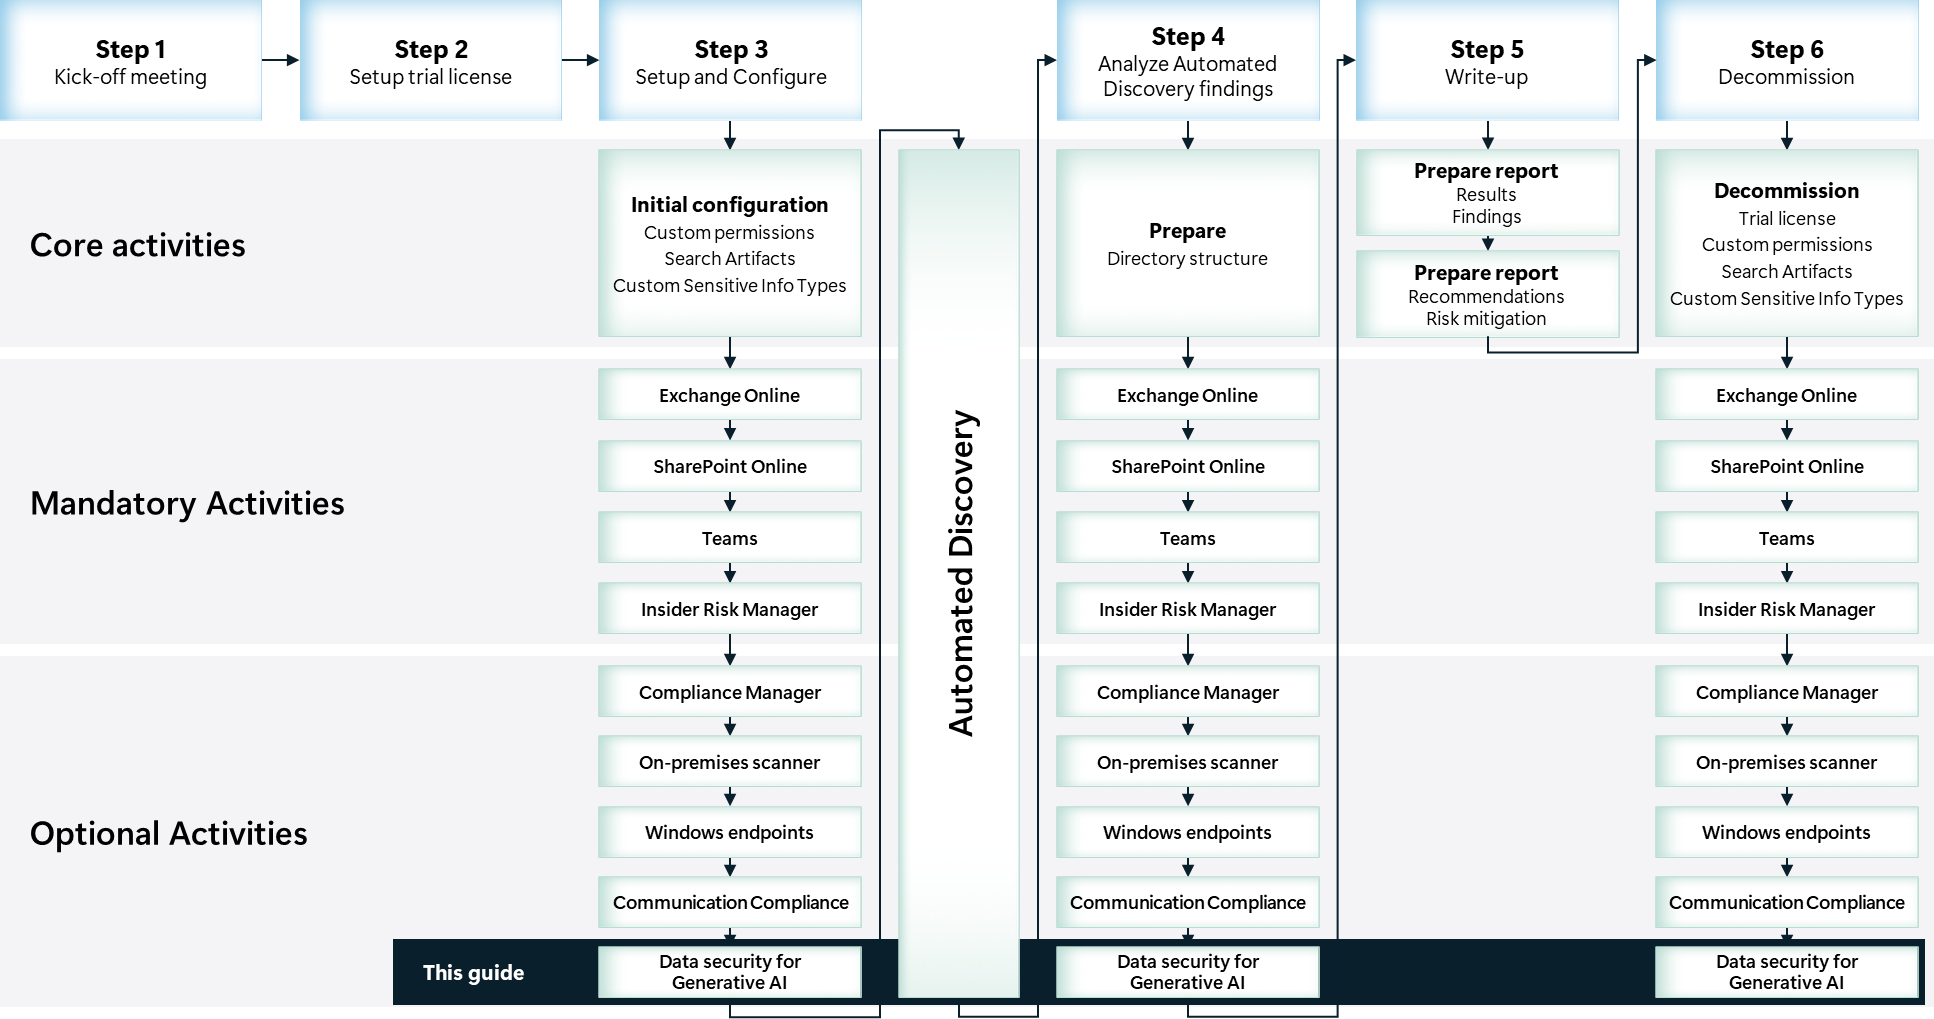 Step 1
Kick-off meeting
Step 2
Setup trial license
Step 3
Setup and Configure
Step 4
Analyze Automated
Discovery findings
Step 5
Write-up
Step 6
Decommission
Core activities
Initial configuration
Custom permissions
Search Artifacts
Custom Sensitive Info Types
Automated Discovery
Prepare
Directory structure
Prepare report
Results
Findings
Prepare report
Recommendations
Risk mitigation
Decommission
Trial license
Custom permissions
Search Artifacts
Custom Sensitive Info Types
Mandatory Activities
Exchange Online
SharePoint Online
Teams
Insider Risk Manager
Exchange Online
SharePoint Online
Teams
Insider Risk Manager
Exchange Online
SharePoint Online
Teams
Insider Risk Manager
Optional Activities
Compliance Manager
On-premises scanner
Windows endpoints
Communication Compliance
Compliance Manager
On-premises scanner
Windows endpoints
Communication Compliance
Compliance Manager
On-premises scanner
Windows endpoints
Communication Compliance
This guide
Data security for
Generative AI
Data security for
Generative AI
Data security for
Generative AI